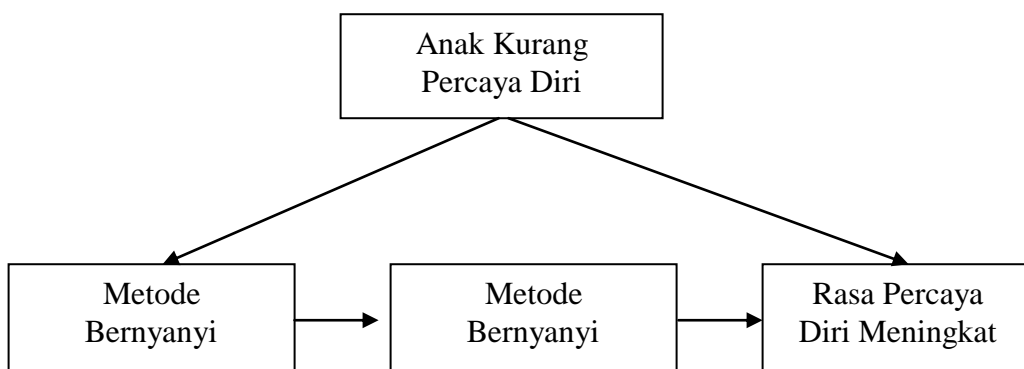 Anak Kurang
Percaya Diri
Metode
Bernyanyi
Metode
Bernyanyi
Rasa Percaya
Diri Meningkat